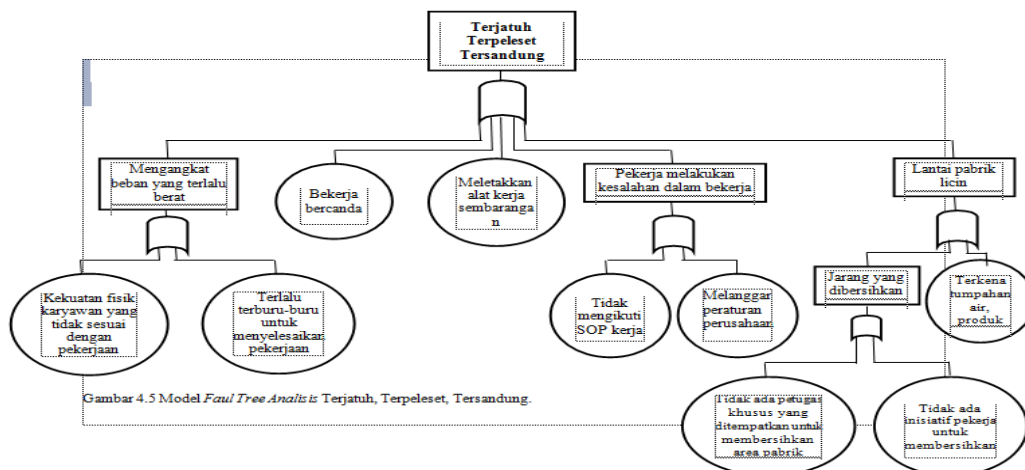 Terjatuh
Terpeleset
Tersandung
Mengangkat
beban yang terlalu
berat
Bekerja
bercanda
Meletakkan
alat kerja
sembaranga
n
Pekerja melakukan
kesalahan dalam bekerja
Lantai pabrik
licin
Kekuatan fisik
karyawan yang
tidak sesuai
dengan
pekerjaan
Terlalu
terburu-buru
untuk
menyelesaikan
pekerjaan
Tidak
mengikuti
SOP kerja
Melanggar
peraturan
perusahaan
Jarang yang
dibersihkan
Terkena
tumpahan
air,
produk
Tidak ada petugas
khusus yang
ditempatkan untuk
membersihkan
area pabrik
Tidak ada
inisiatif pekerja
untuk
membersihkan
Gambar 4.5 Model Faul Tree Analisis Terjatuh, Terpeleset, Tersandung.